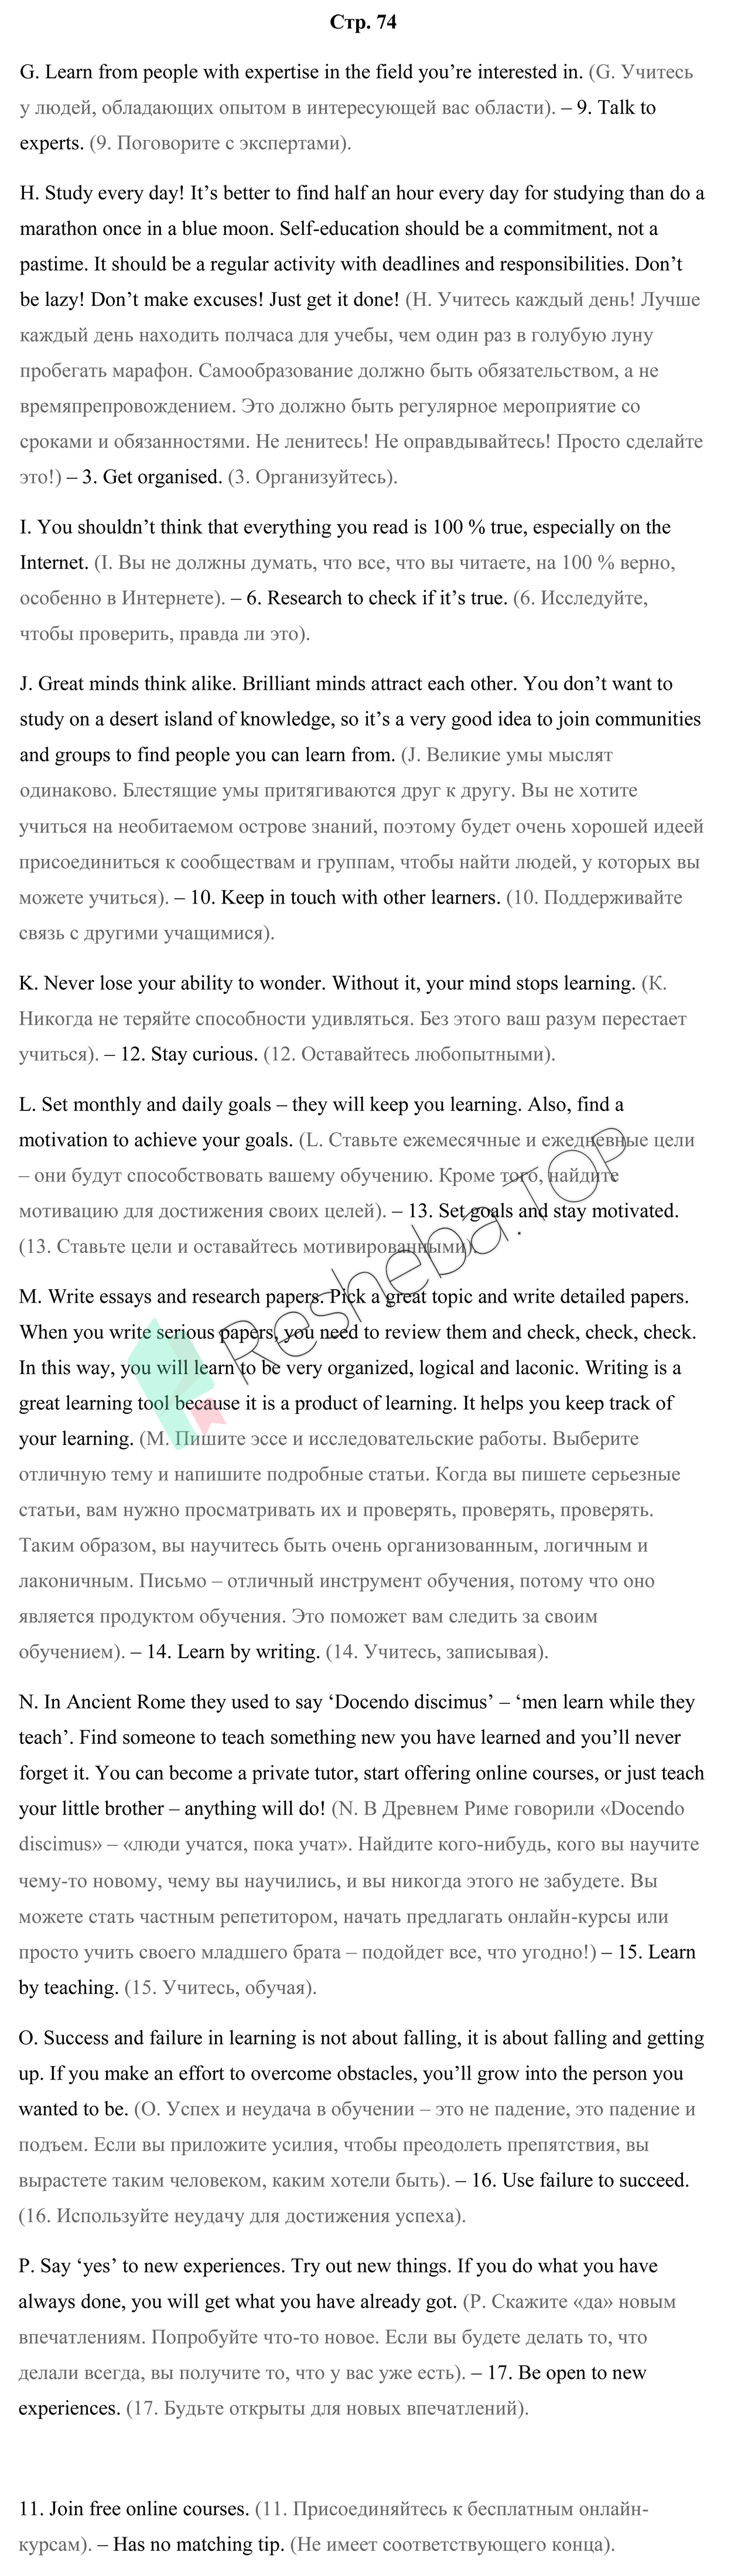 Стр. 74
G. Learn from people with expertise in the field you’re interested in. (G. Учитесь
у людей, обладающих опытом в интересующей вас области). – 9. Talk to
experts. (9. Поговорите с экспертами).
H. Study every day! It’s better to find half an hour every day for studying than do a
marathon once in a blue moon. Self-education should be a commitment, not a
pastime. It should be a regular activity with deadlines and responsibilities. Don’t
be lazy! Don’t make excuses! Just get it done! (H. Учитесь каждый день! Лучше
каждый день находить полчаса для учебы, чем один раз в голубую луну
пробегать марафон. Самообразование должно быть обязательством, а не
времяпрепровождением. Это должно быть регулярное мероприятие со
сроками и обязанностями. Не ленитесь! Не оправдывайтесь! Просто сделайте
это!) – 3. Get organised. (3. Организуйтесь).
I. You shouldn’t think that everything you read is 100 % true, especially on the
Internet. (I. Вы не должны думать, что все, что вы читаете, на 100 % верно,
особенно в Интернете). – 6. Research to check if it’s true. (6. Исследуйте,
чтобы проверить, правда ли это).
J. Great minds think alike. Brilliant minds attract each other. You don’t want to
study on a desert island of knowledge, so it’s a very good idea to join communities
and groups to find people you can learn from. (J. Великие умы мыслят
одинаково. Блестящие умы притягиваются друг к другу. Вы не хотите
учиться на необитаемом острове знаний, поэтому будет очень хорошей идеей
присоединиться к сообществам и группам, чтобы найти людей, у которых вы
можете учиться). – 10. Keep in touch with other learners. (10. Поддерживайте
связь с другими учащимися).
K. Never lose your ability to wonder. Without it, your mind stops learning. (К.
Никогда не теряйте способности удивляться. Без этого ваш разум перестает
учиться). – 12. Stay curious. (12. Оставайтесь любопытными).
L. Set monthly and daily goals – they will keep you learning. Also, find a
motivation to achieve your goals. (L. Ставьте ежемесячные и ежедневные цели
– они будут способствовать вашему обучению. Кроме того, найдите
мотивацию для достижения своих целей). – 13. Set goals and stay motivated.
(13. Ставьте цели и оставайтесь мотивированными).
M. Write essays and research papers. Pick a great topic and write detailed papers.
When you write serious papers, you need to review them and check, check, check.
In this way, you will learn to be very organized, logical and laconic. Writing is a
great learning tool because it is a product of learning. It helps you keep track of
your learning. (М. Пишите эссе и исследовательские работы. Выберите
отличную тему и напишите подробные статьи. Когда вы пишете серьезные
статьи, вам нужно просматривать их и проверять, проверять, проверять.
Таким образом, вы научитесь быть очень организованным, логичным и
лаконичным. Письмо – отличный инструмент обучения, потому что оно
является продуктом обучения. Это поможет вам следить за своим
обучением). – 14. Learn by writing. (14. Учитесь, записывая).
N. In Ancient Rome they used to say ‘Docendo discimus’ – ‘men learn while they
teach’. Find someone to teach something new you have learned and you’ll never
forget it. You can become a private tutor, start offering online courses, or just teach
your little brother – anything will do! (N. В Древнем Риме говорили «Docendo
discimus» – «люди учатся, пока учат». Найдите кого-нибудь, кого вы научите
чему-то новому, чему вы научились, и вы никогда этого не забудете. Вы
можете стать частным репетитором, начать предлагать онлайн-курсы или
просто учить своего младшего брата – подойдет все, что угодно!) – 15. Learn
by teaching. (15. Учитесь, обучая).
O. Success and failure in learning is not about falling, it is about falling and getting
up. If you make an effort to overcome obstacles, you’ll grow into the person you
wanted to be. (О. Успех и неудача в обучении – это не падение, это падение и
подъем. Если вы приложите усилия, чтобы преодолеть препятствия, вы
вырастете таким человеком, каким хотели быть). – 16. Use failure to succeed.
(16. Используйте неудачу для достижения успеха).
P. Say ‘yes’ to new experiences. Try out new things. If you do what you have
always done, you will get what you have already got. (Р. Скажите «да» новым
впечатлениям. Попробуйте что-то новое. Если вы будете делать то, что
делали всегда, вы получите то, что у вас уже есть). – 17. Be open to new
experiences. (17. Будьте открыты для новых впечатлений).
11. Join free online courses. (11. Присоединяйтесь к бесплатным онлайн-
курсам). – Has no matching tip. (Не имеет соответствующего конца).
Resheba.TOP